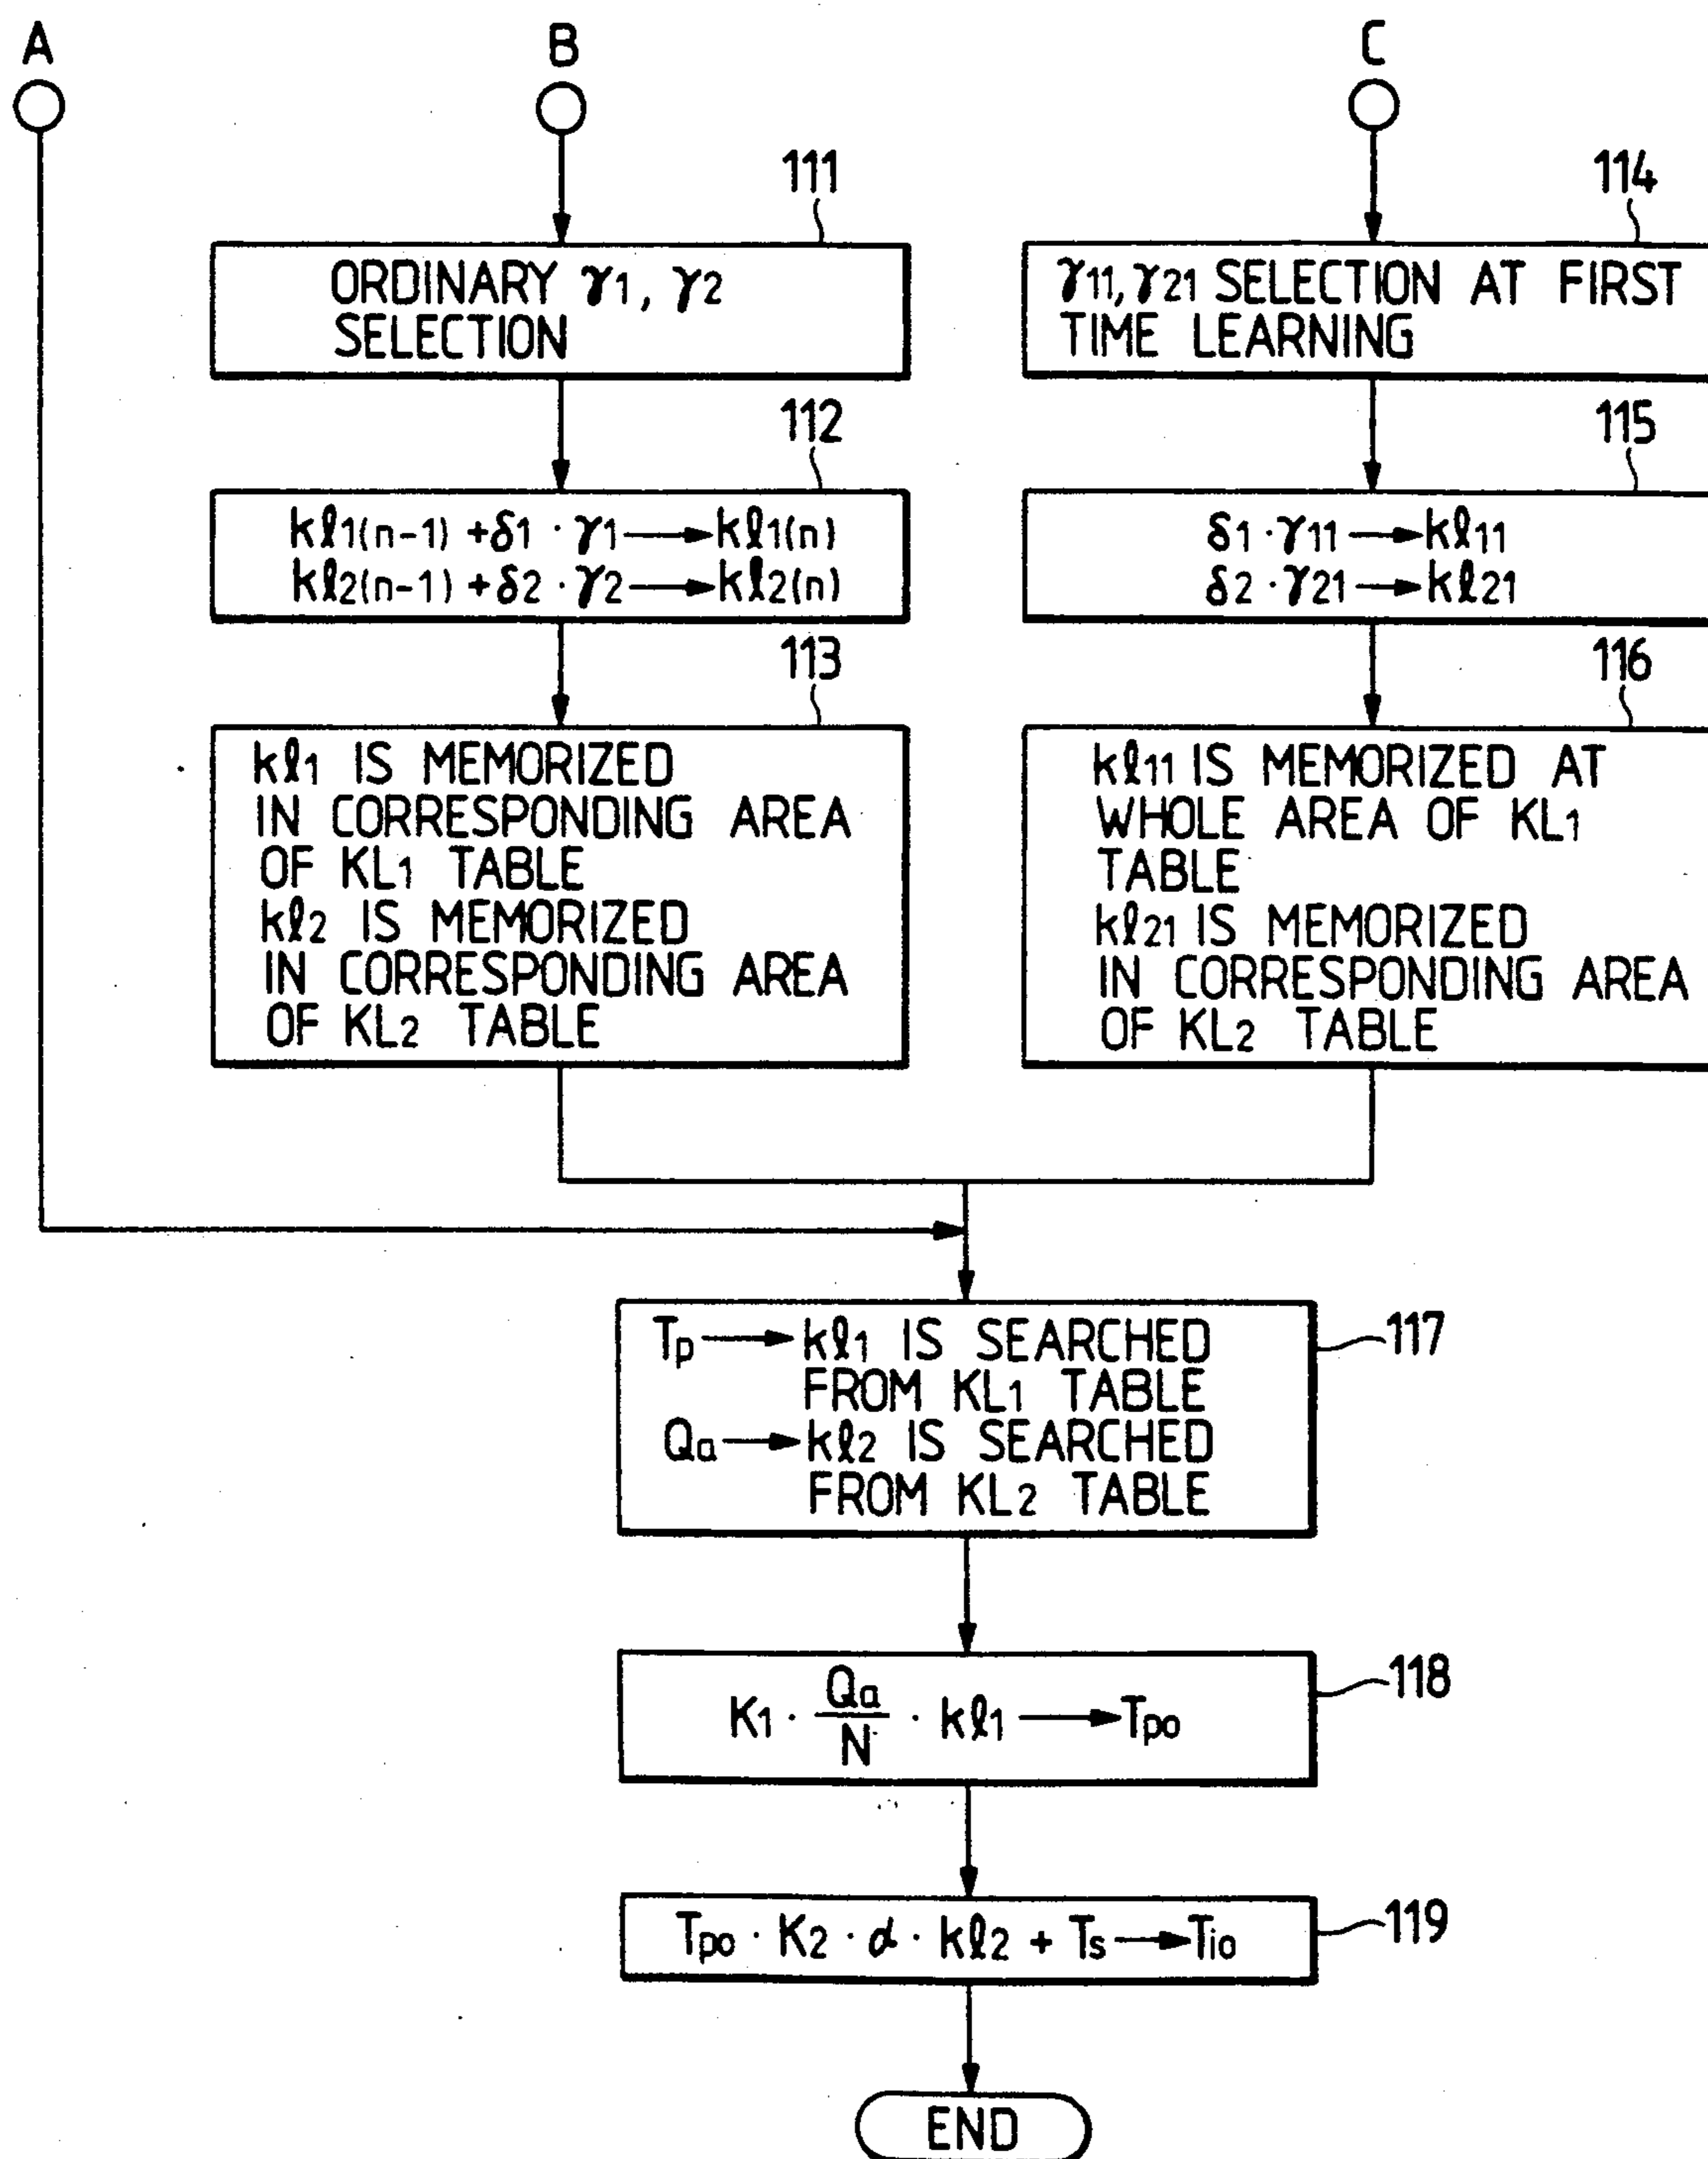 A
B
C
111
ORDINARY γ1, γ2
SELECTION
112
kℓ1(n-1) +δ1 · γ1 → kℓ1(n)
kℓ2(n-1) +δ2 · γ2 → kℓ2(n)
113
kℓ1 IS MEMORIZED
IN CORRESPONDING AREA
OF KL1 TABLE
kℓ2 IS MEMORIZED
IN CORRESPONDING AREA
OF KL2 TABLE
114
γ11, γ21 SELECTION AT FIRST
TIME LEARNING
115
δ1 · γ11 → kℓ11
δ2 · γ21 → kℓ21
116
kℓ11 IS MEMORIZED AT
WHOLE AREA OF KL1
TABLE
kℓ21 IS MEMORIZED
IN CORRESPONDING AREA
OF KL2 TABLE
117
Tp → kℓ1 IS SEARCHED
FROM KL1 TABLE
Qa → kℓ2 IS SEARCHED
FROM KL2 TABLE
118
K1 · Qa/N · kℓ1 → Tpo
119
Tpo · K2 · α · kℓ2 + Ts → Tio
END